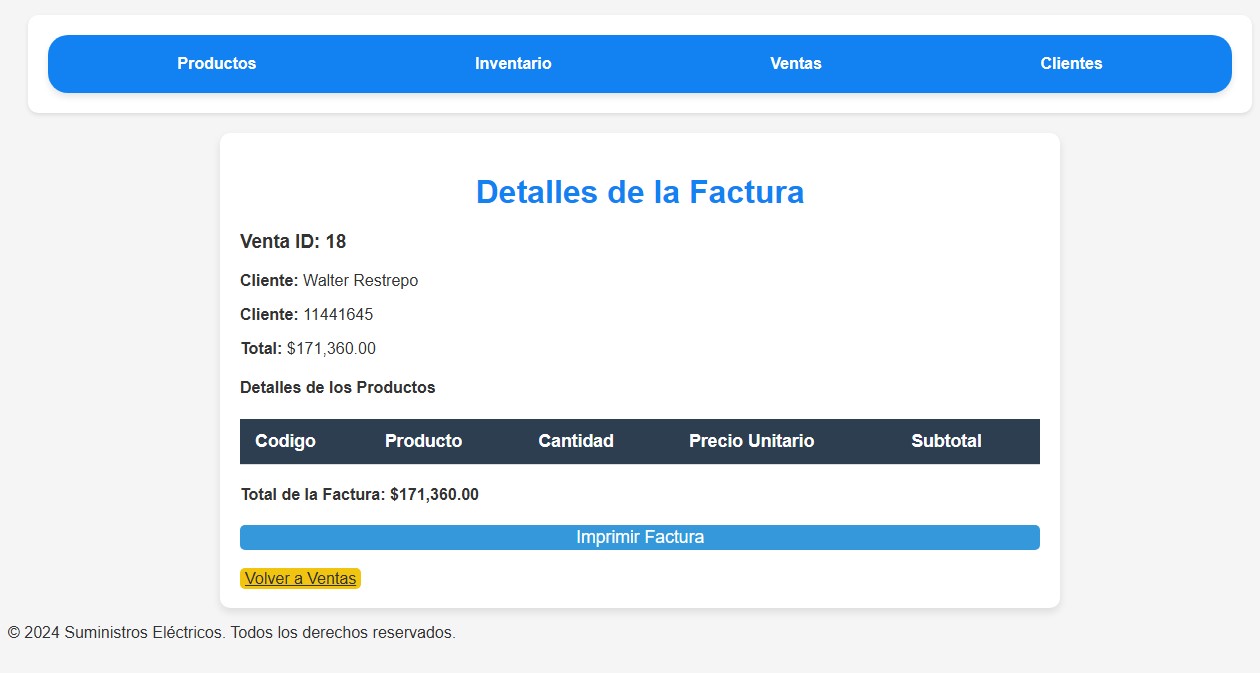 Productos Inventario Ventas Clientes
Detalles de la Factura
Venta ID: 18
Cliente: Walter Restrepo
Cliente: 11441645
Total: $171,360.00
Detalles de los Productos
Codigo Producto Cantidad Precio Unitario Subtotal
Total de la Factura: $171,360.00
Imprimir Factura
Volver a Ventas
© 2024 Suministros Eléctricos. Todos los derechos reservados.